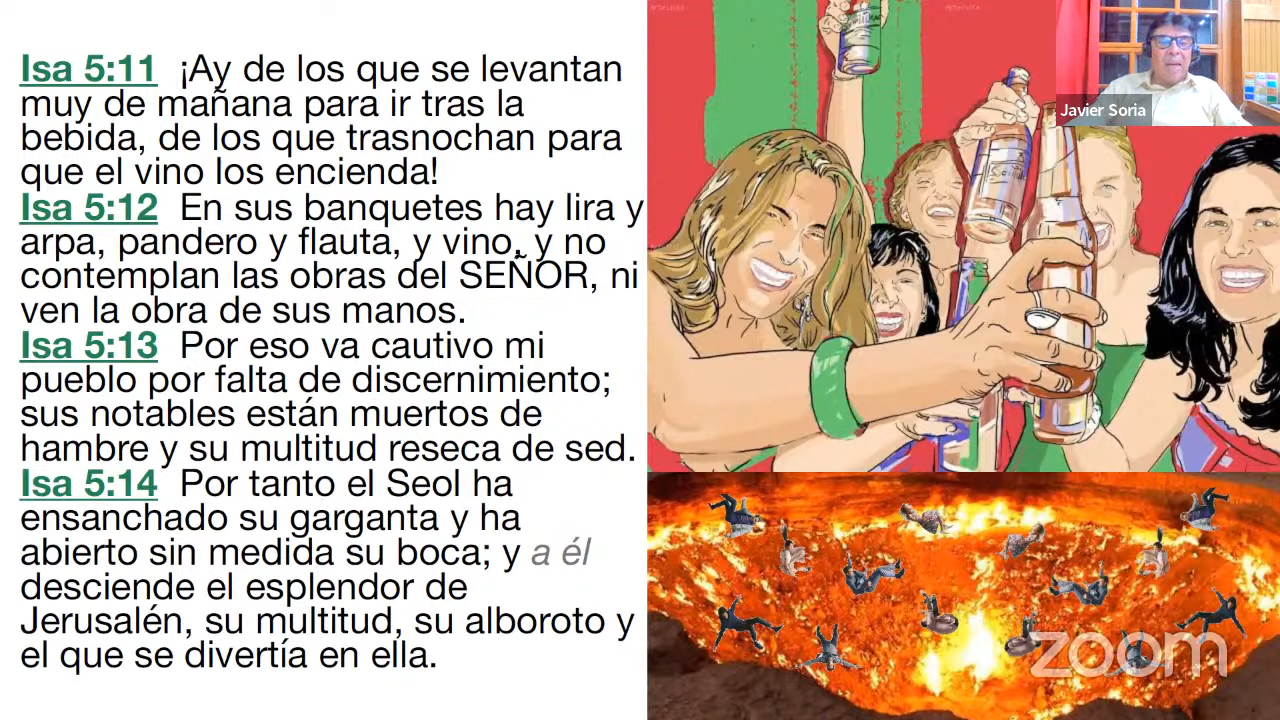 Isa 5:11 ¡Ay de los que se levantan
muy de mañana para ir tras la
bebida, de los que trasnochan para
que el vino los encienda!
Isa 5:12 En sus banquetes hay lira y
arpa, pandero y flauta, y vino, y no
contemplan las obras del SEÑOR, ni
ven la obra de sus manos.
Isa 5:13 Por eso va cautivo mi
pueblo por falta de discernimiento;
sus notables están muertos de
hambre y su multitud reseca de sed.
Isa 5:14 Por tanto el Seol ha
ensanchado su garganta y ha
abierto sin medida su boca; y a él
desciende el esplendor de
Jerusalén, su multitud, su alboroto y
el que se divertía en ella.
Javier Soria
zoom